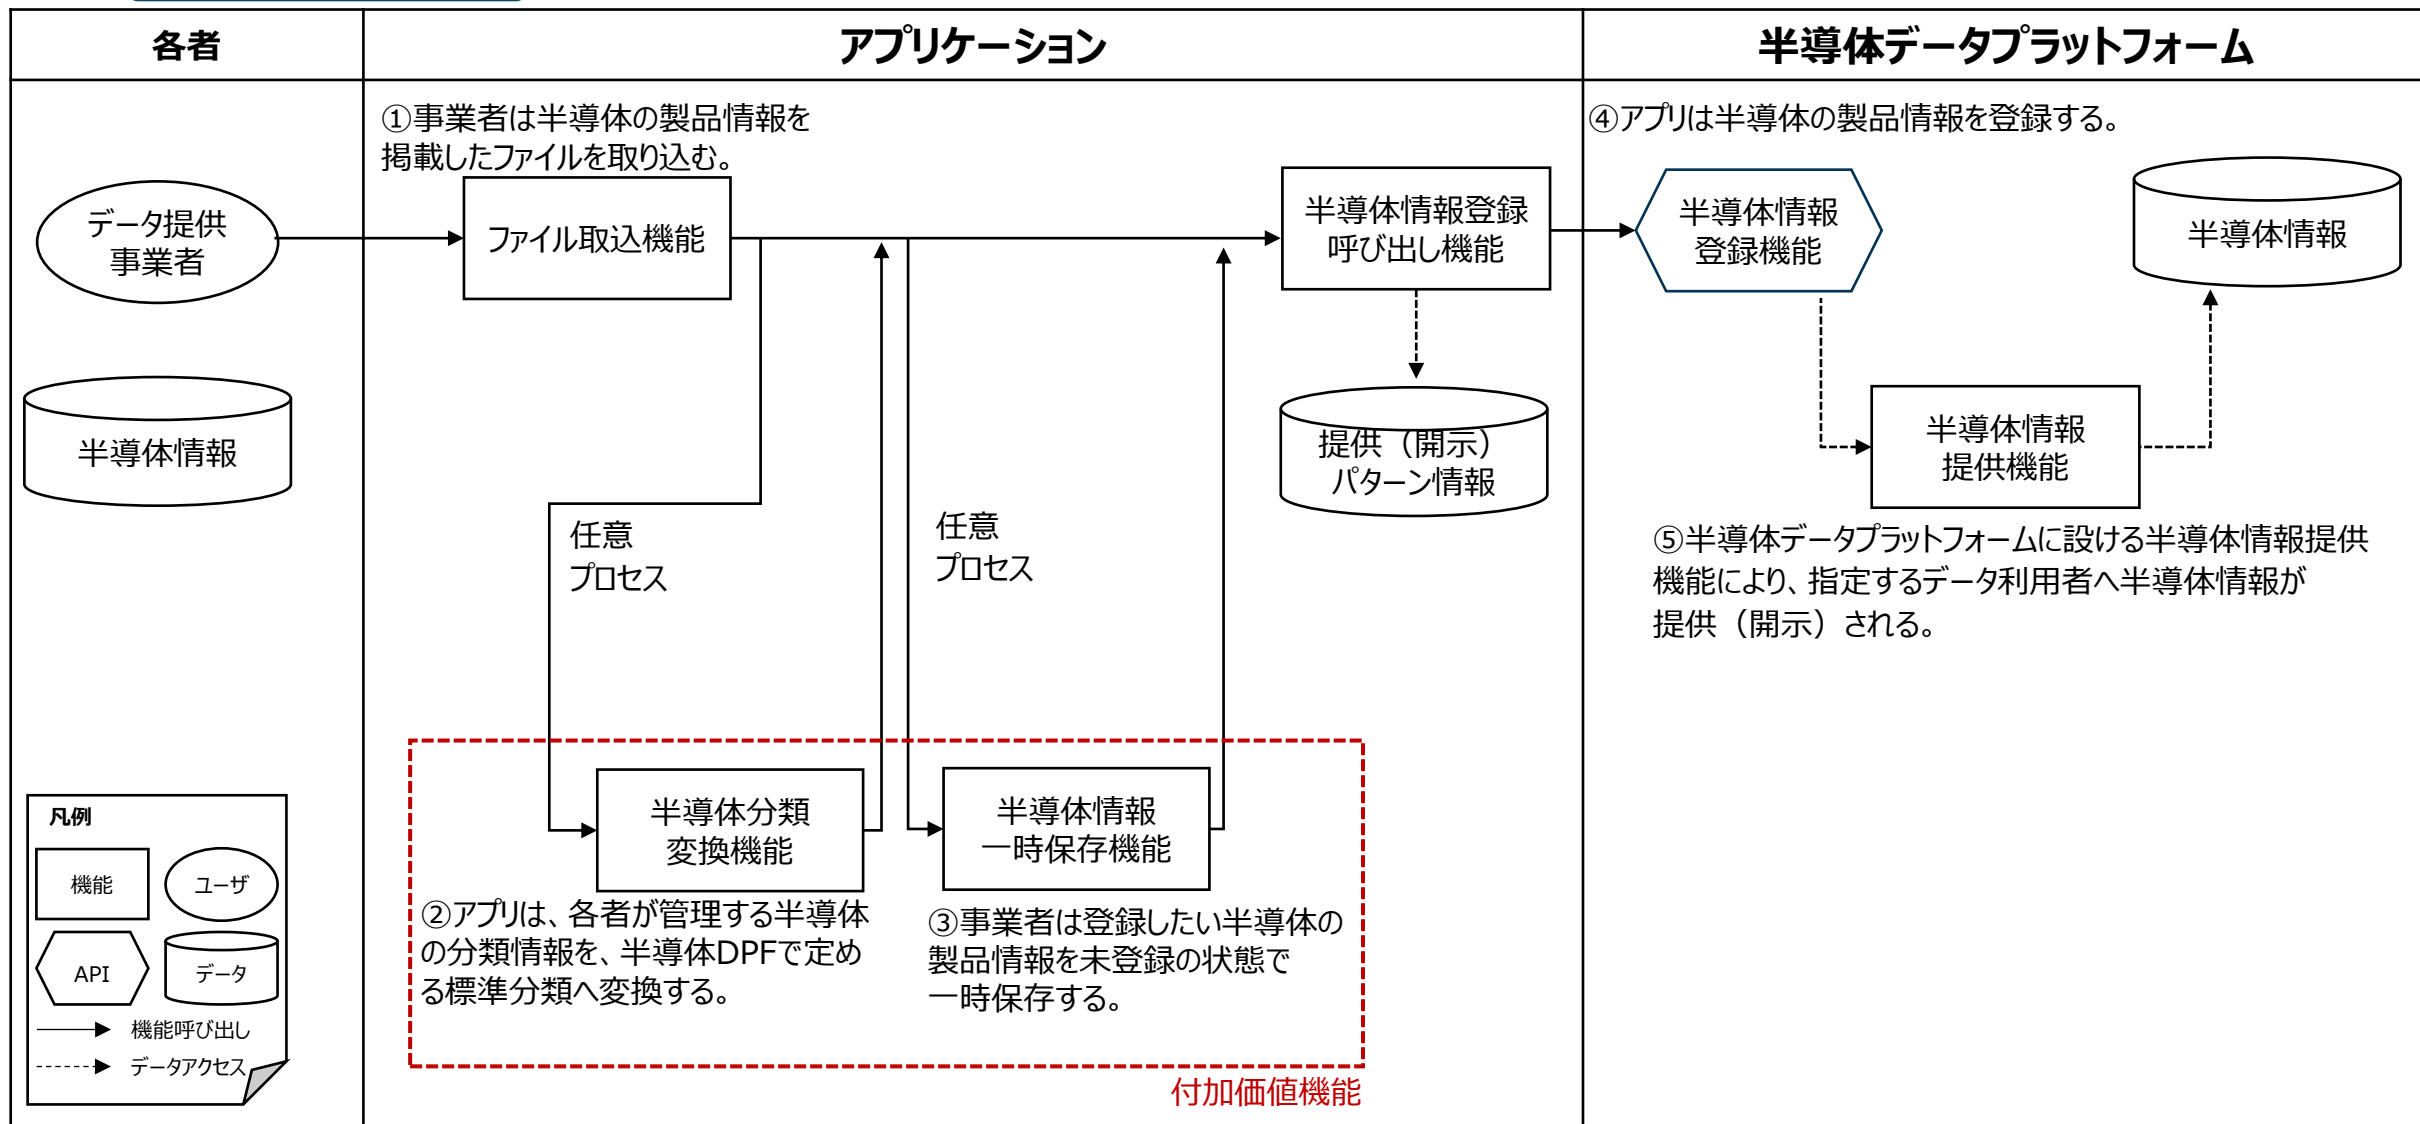 各者
アプリケーション
半導体データプラットフォーム
①事業者は半導体の製品情報を
掲載したファイルを取り込む。
④アプリは半導体の製品情報を登録する。
データ提供
事業者
ファイル取込機能
半導体情報登録
呼び出し機能
半導体情報
登録機能
半導体情報
半導体情報
提供（開示）
パターン情報
半導体情報
提供機能
任意
プロセス
任意
プロセス
⑤半導体データプラットフォームに設ける半導体情報提供
機能により、指定するデータ利用者へ半導体情報が
提供（開示）される。
半導体分類
変換機能
半導体情報
一時保存機能
②アプリは、各者が管理する半導体
の分類情報を、半導体DPFで定め
る標準分類へ変換する。
③事業者は登録したい半導体の
製品情報を未登録の状態で
一時保存する。
付加価値機能
凡例
機能
ユーザ
API
データ
機能呼び出し
データアクセス